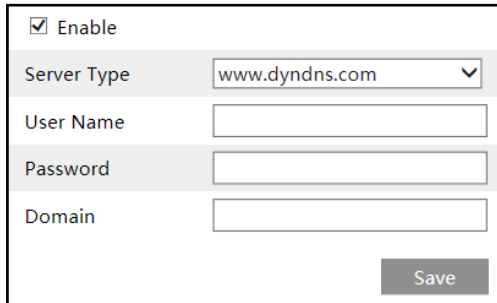 Enable
Server Type www.dyndns.com
User Name
Password
Domain
Save